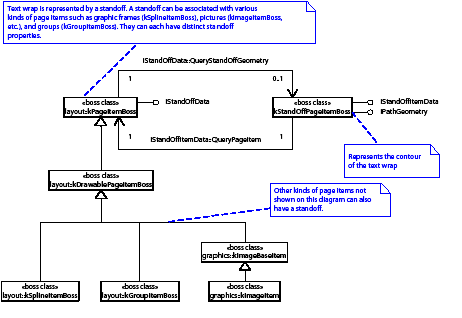 Text wrap is represented by a standoff. A standoff can be associated with various
kinds of page items such as graphic frames (kSplineItemBoss), pictures (kImageItemBoss,
etc.), and groups (kGroupItemBoss). They can each have distinct standoff
properties.
IStandOffData::QueryStandOffGeometry
1
0..1
«boss class»
layout::kPageItemBoss
IStandOffData
«boss class»
kStandOffPageItemBoss
IStandOffItemData
IPathGeometry
1
IStandOffItemData::QueryPageItem
1
Represents the contour
of the text wrap
«boss class»
layout::kDrawablePageItemBoss
Other kinds of page items not
shown on this diagram can also
have a standoff.
«boss class»
graphics::kImageBaseItem
«boss class»
layout::kSplineItemBoss
«boss class»
layout::kGroupItemBoss
«boss class»
graphics::kImageItem